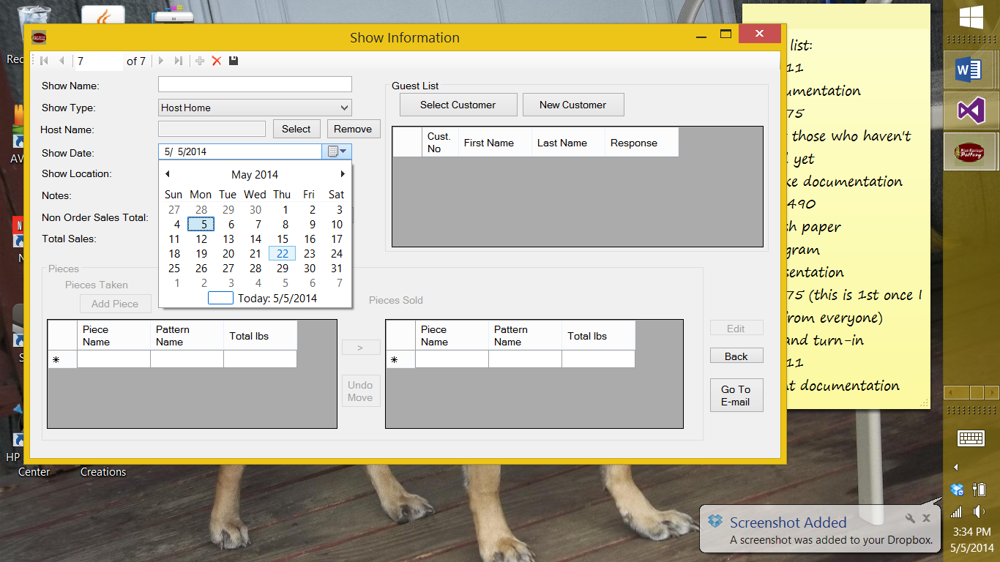 Show Information
7 of 7
Show Name:
Show Type: Host Home
Host Name: Select Remove
Show Date: 5/ 5/2014
Show Location:
Notes:
Non Order Sales Total:
Total Sales:
May 2014
Sun Mon Tue Wed Thu Fri Sat
27 28 29 30 1 2 3
4 5 6 7 8 9 10
11 12 13 14 15 16 17
18 19 20 21 22 23 24
25 26 27 28 29 30 31
1 2 3 4 5 6 7
Today: 5/5/2014
Guest List
Select Customer New Customer
Cust.
No
First Name Last Name Response
Pieces
Pieces Taken
Add Piece
Piece
Name
Pattern
Name
Total lbs
>
Undo
Move
Pieces Sold
Piece
Name
Pattern
Name
Total lbs
Edit
Back
Go To
E-mail
list:
11
umentation
75
those who haven't
yet
ke documentation
490
sh paper
gram
sentation
75 (this is 1st once I
from everyone)
and turn-in
11
nt documentation
Rec
AV
N
S
HP
Center
Creations
Pottery
Screenshot Added
A screenshot was added to your Dropbox.
3:34 PM
5/5/2014